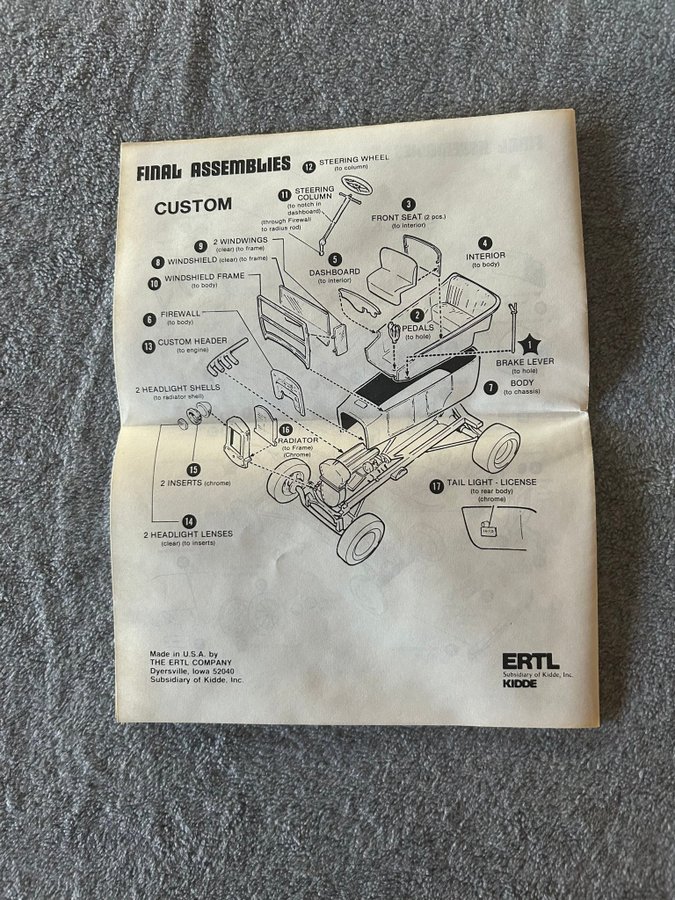 FINAL ASSEMBLIES
CUSTOM
12 STEERING WHEEL
(to column)
11 STEERING
COLUMN
(to notch in
dashboard)
(through Firewall
to radius rod)
3
FRONT SEAT (2 pcs.)
(to interior)
9 2 WINDWINGS
(clear) (to frame)
8 WINDSHIELD (clear) (to frame)
10 WINDSHIELD FRAME
(to body)
5
DASHBOARD
(to interior)
4
INTERIOR
(to body)
6 FIREWALL
(to body)
2
PEDALS
(to hole)
13 CUSTOM HEADER
(to engine)
1
BRAKE LEVER
(to hole)
7 BODY
(to chassis)
2 HEADLIGHT SHELLS
(to radiator shell)
16
RADIATOR
(to Frame)
(Chrome)
15
2 INSERTS (chrome)
17 TAIL LIGHT - LICENSE
(to rear body)
(chrome)
14
2 HEADLIGHT LENSES
(clear) (to inserts)
Made in U.S.A. by
THE ERTL COMPANY
Dyersville, Iowa 52040
Subsidiary of Kidde, Inc.
ERTL
Subsidiary of Kidde, Inc.
KIDDE